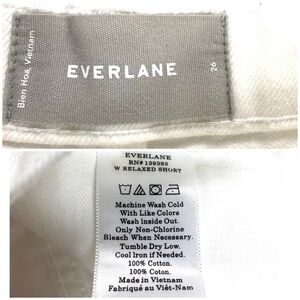 Bien Hoa, Vietnam
EVERLANE
26
EVERLANE
RN# 139393
W RELAXED SHORT
Machine Wash Cold
With Like Colors
Wash Inside Out.
Only Non-Chlorine
Bleach When Necessary.
Tumble Dry Low.
Cool Iron if Needed.
100% Cotton.
100% Coton.
Made in Vietnam
Fabriqué au Việt-Nam